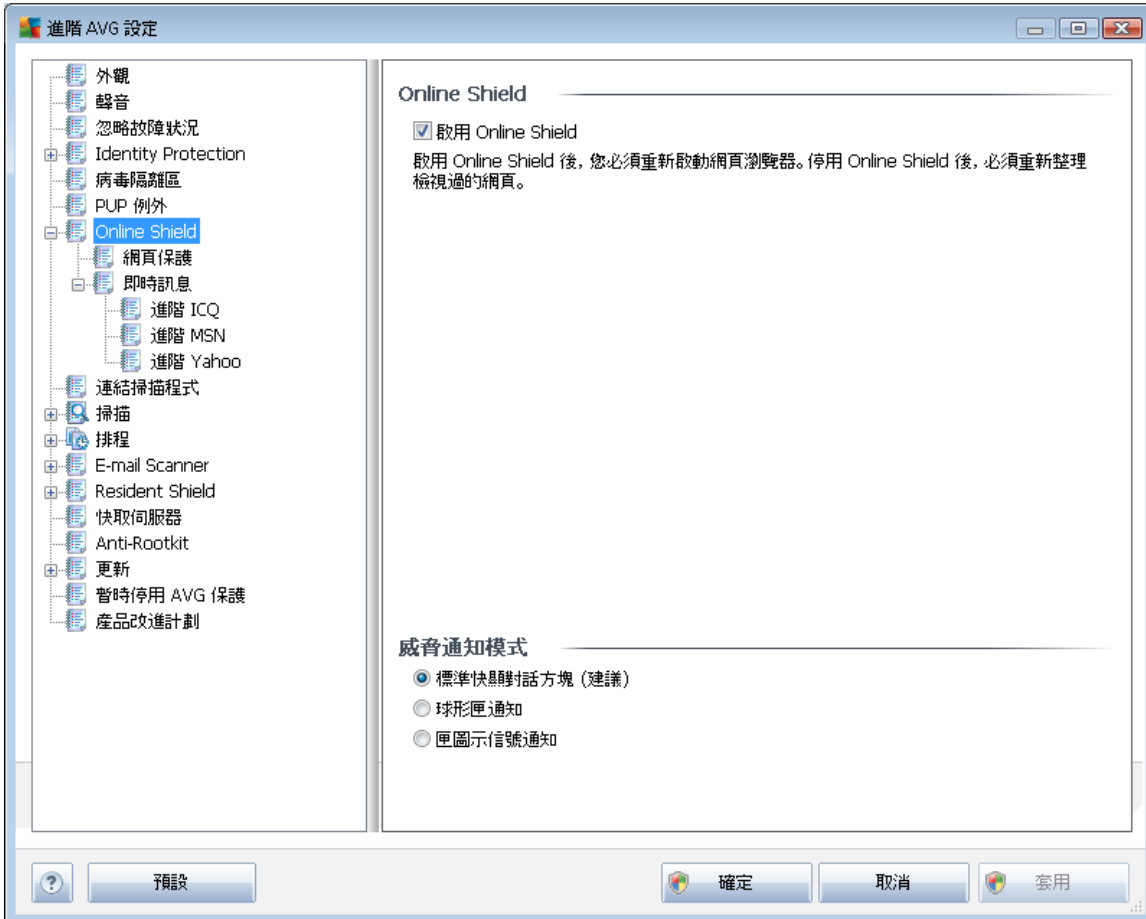 進階 AVG 設定
外觀
聲音
忽略故障狀況
Identity Protection
病毒隔離區
PUP 例外
Online Shield
網頁保護
即時訊息
進階 ICQ
進階 MSN
進階 Yahoo
連結掃描程式
掃描
排程
E-mail Scanner
Resident Shield
快取伺服器
Anti-Rootkit
更新
暫時停用 AVG 保護
產品改進計劃
Online Shield
啟用 Online Shield
啟用 Online Shield 後, 您必須重新啟動網頁瀏覽器。停用 Online Shield 後, 必須重新整理
檢視過的網頁。
威脅通知模式
標準快顯對話方塊 (建議)
球形匣通知
匣圖示信號通知
?
預設
確定
取消
套用